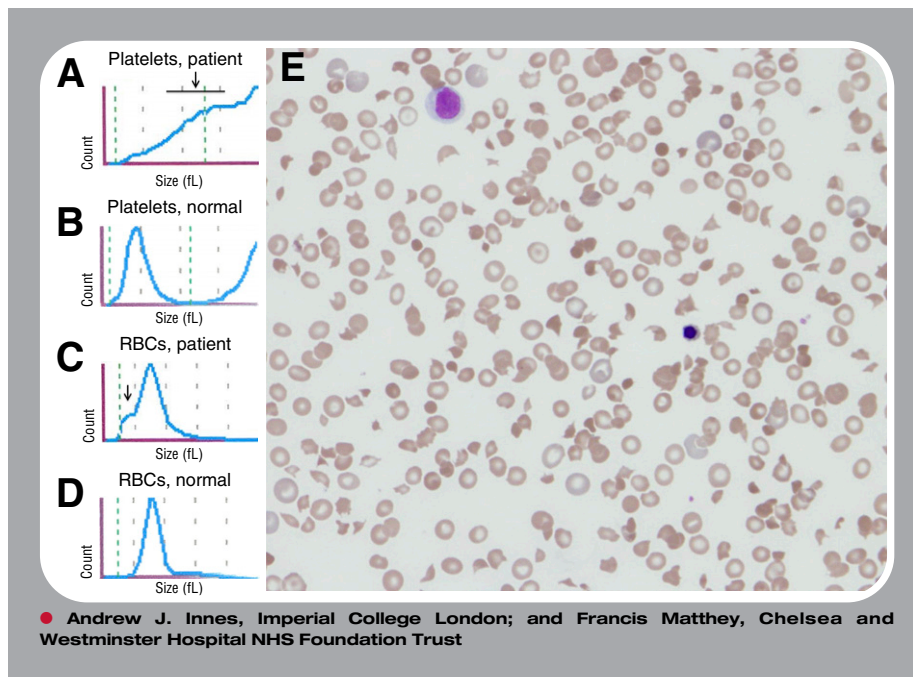 A
Platelets, patient
Count
Size (fL)
B
Platelets, normal
Count
Size (fL)
C
RBCs, patient
Count
Size (fL)
D
RBCs, normal
Count
Size (fL)
E
Andrew J. Innes, Imperial College London; and Francis Matthey, Chelsea and
Westminster Hospital NHS Foundation Trust